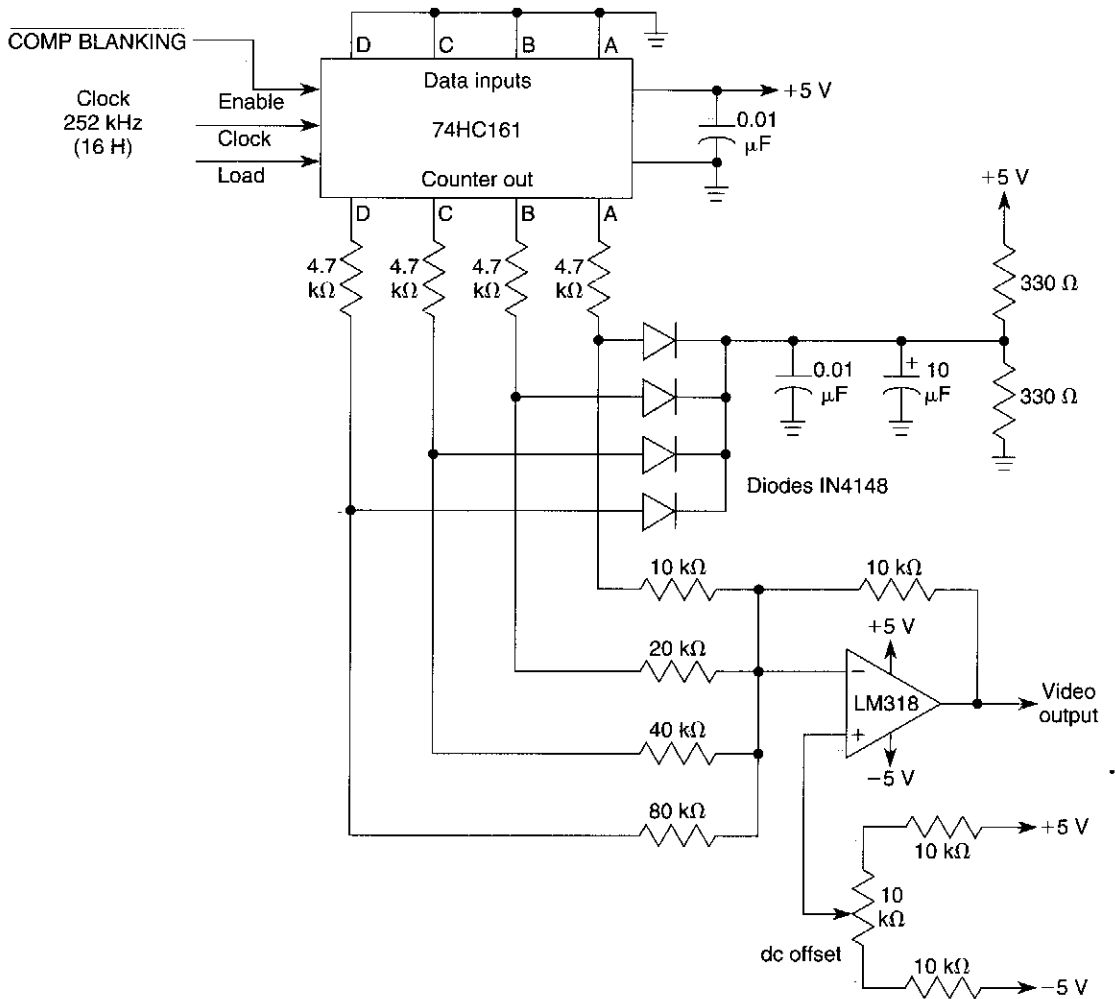 D C B A
COMP BLANKING
Data inputs
Clock
252 kHz
(16 H)
Enable
Clock
Load
74HC161
Counter out
+5 V
0.01
µF
D C B A
4.7
kΩ
4.7
kΩ
4.7
kΩ
4.7
kΩ
+5 V
330 Ω
0.01
µF
+
10
µF
330 Ω
Diodes IN4148
10 kΩ
10 kΩ
20 kΩ
+5 V
−
LM318
+
−5 V
Video
output
40 kΩ
80 kΩ
+5 V
10 kΩ
10
kΩ
dc offset
10 kΩ
−5 V